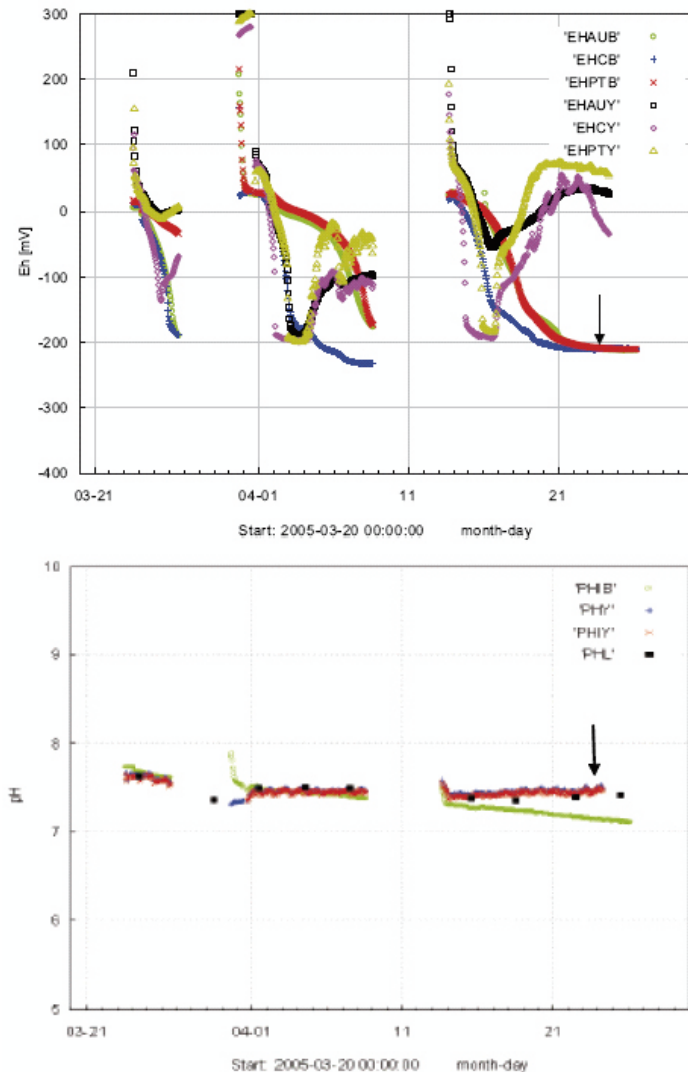 300
200
100
0
-100
-200
-300
-400
Eh [mV]
'EHAUB'
'EHCB'
'EHPTB'
'EHAUY'
'EHCY'
'EHPTY'
03-21 04-01 11 21
Start: 2005-03-20 00:00:00 month-day
10
9
8
7
6
5
pH
'PHIB'
'PHY'
'PHIY'
'PHL'
03-21 04-01 11 21
Start: 2005-03-20 00:00:00 month-day